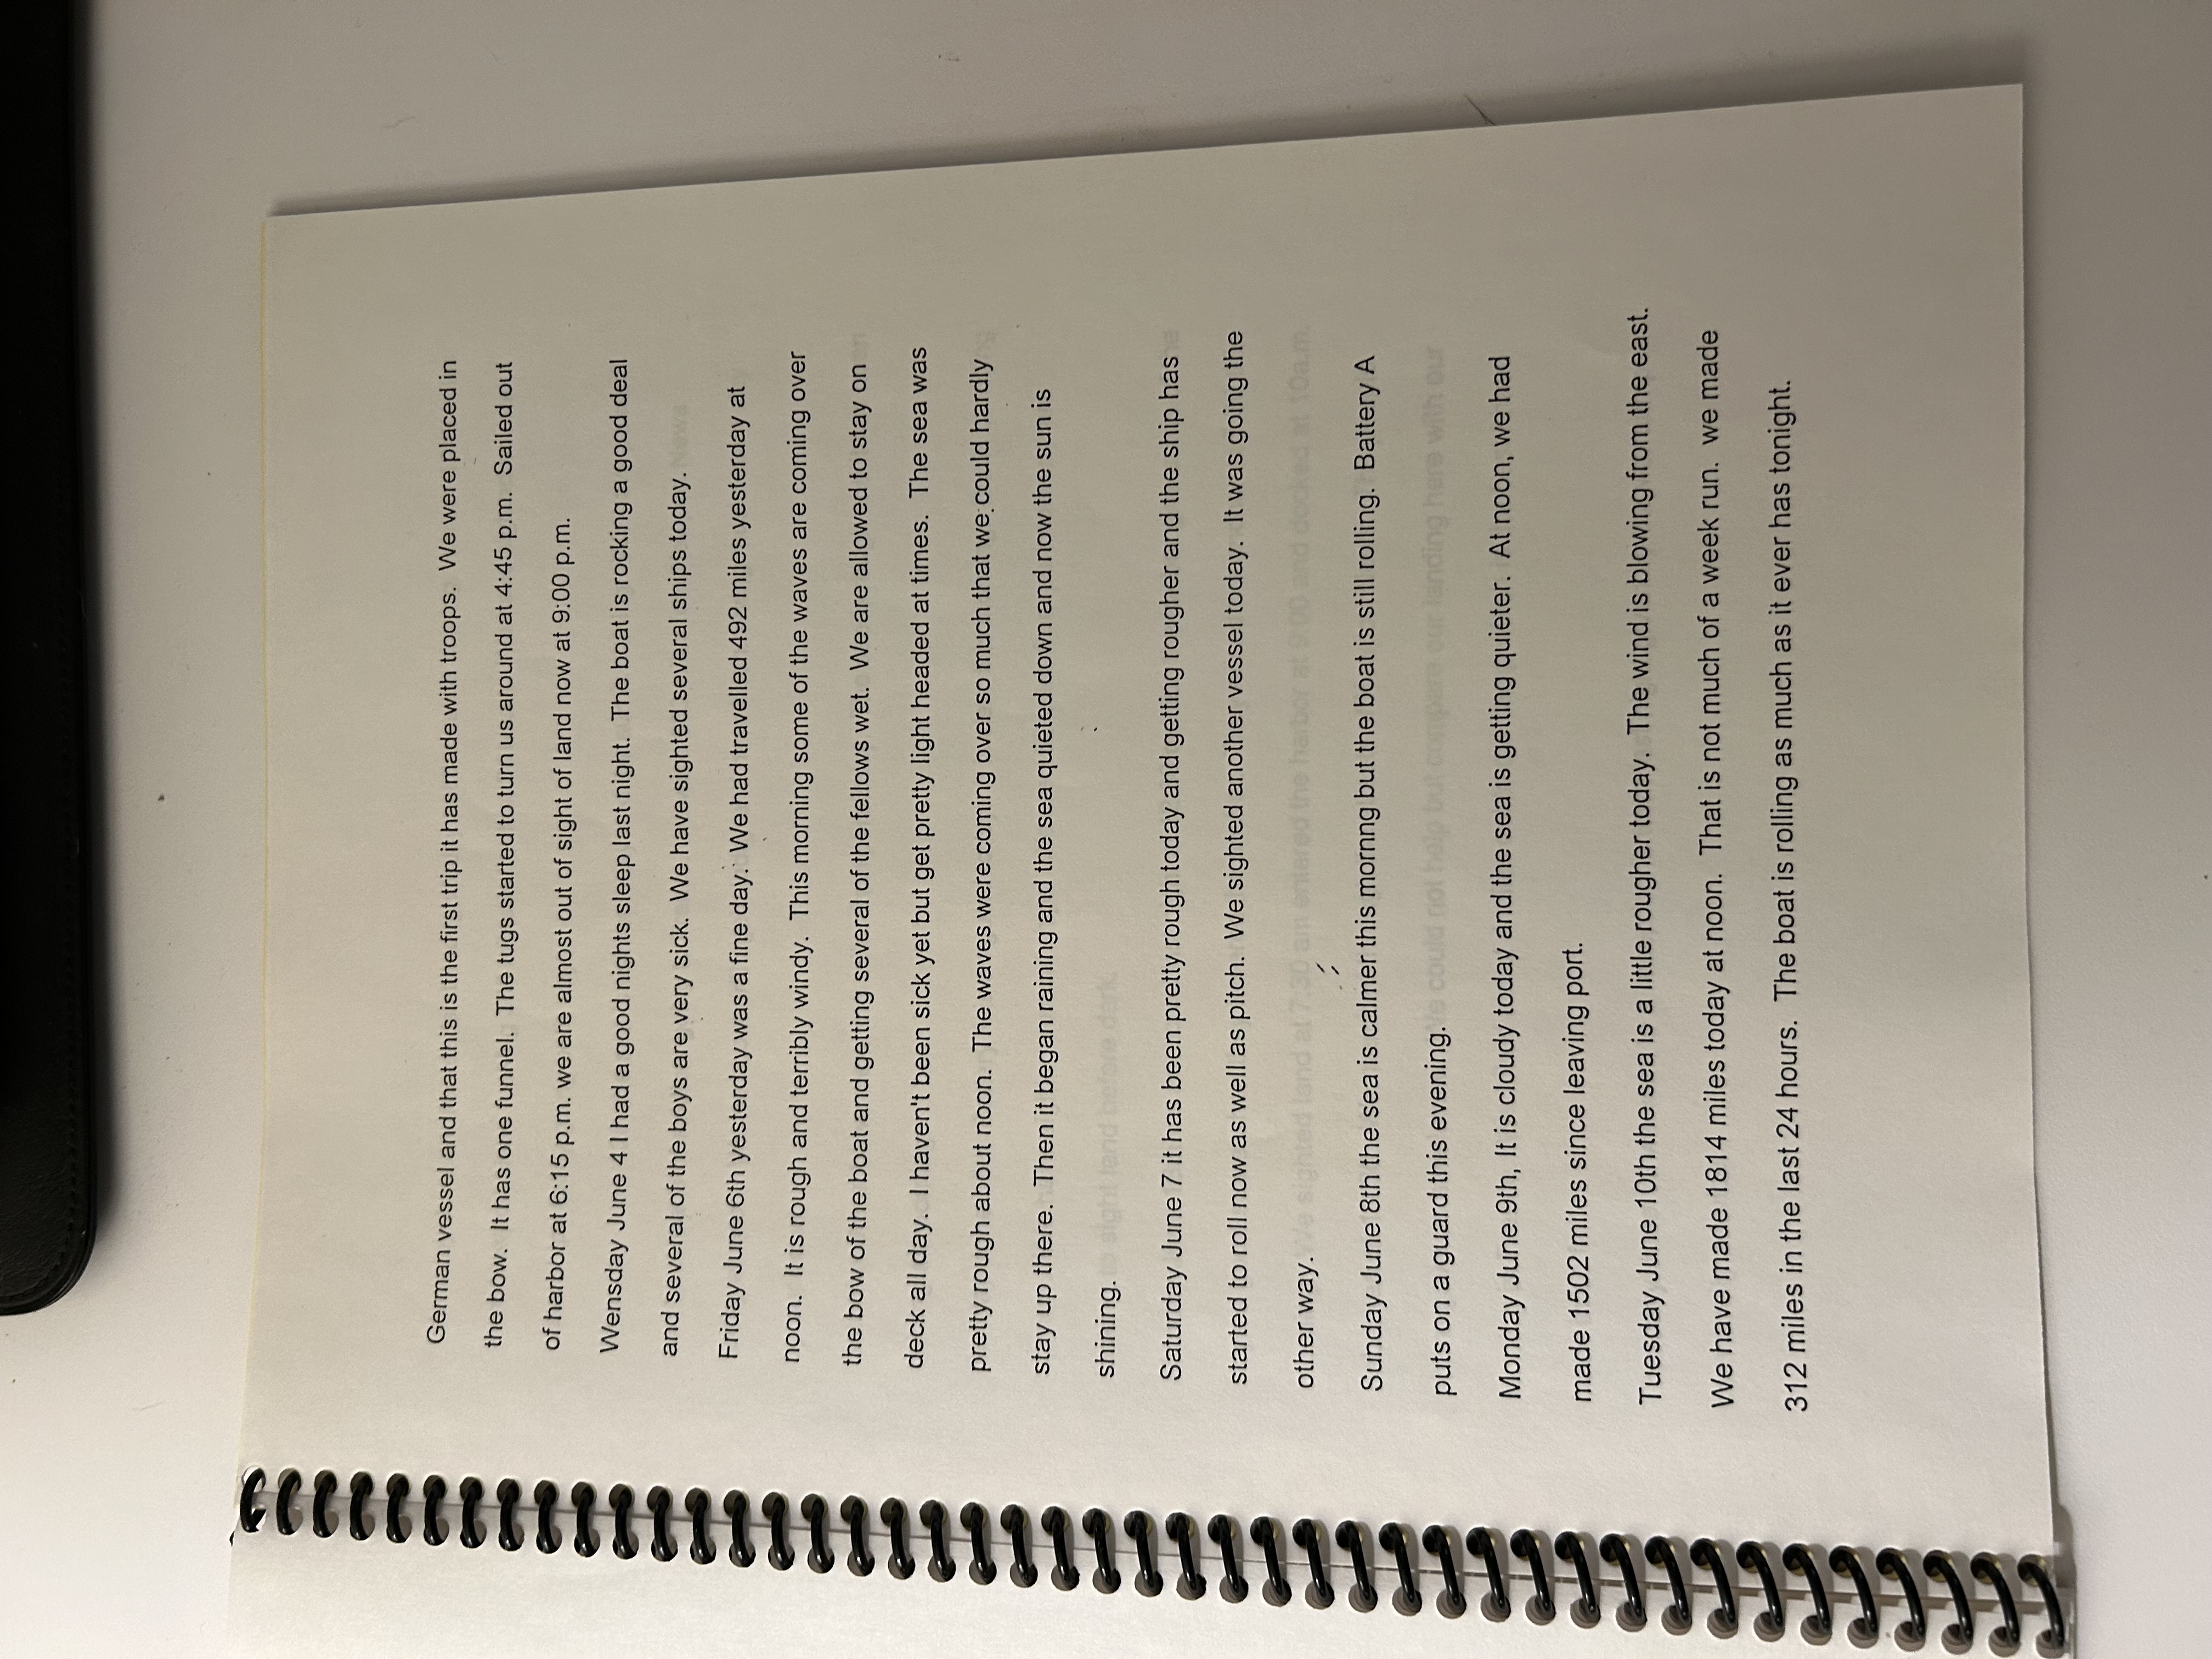 German vessel and that this is the first trip it has made with troops.  We were placed in
the bow.  It has one funnel.  The tugs started to turn us around at 4:45 p.m.  Sailed out
of harbor at 6:15 p.m. we are almost out of sight of land now at 9:00 p.m.
Wensday June 4 I had a good nights sleep last night.  The boat is rocking a good deal
and several of the boys are very sick.  We have sighted several ships today.
Friday June 6th yesterday was a fine day.  We had travelled 492 miles yesterday at
noon.  It is rough and terribly windy.  This morning some of the waves are coming over
the bow of the boat and getting several of the fellows wet.  We are allowed to stay on
deck all day.  I haven't been sick yet but get pretty light headed at times.  The sea was
pretty rough about noon.  The waves were coming over so much that we could hardly
stay up there.  Then it began raining and the sea quieted down and now the sun is
shining.
Saturday June 7 it has been pretty rough today and getting rougher and the ship has
started to roll now as well as pitch.  We sighted another vessel today.  It was going the
other way.
Sunday June 8th the sea is calmer this mornng but the boat is still rolling.  Battery A
puts on a guard this evening.
Monday June 9th, It is cloudy today and the sea is getting quieter.  At noon, we had
made 1502 miles since leaving port.
Tuesday June 10th the sea is a little rougher today.  The wind is blowing from the east.
We have made 1814 miles today at noon.  That is not much of a week run.  we made
312 miles in the last 24 hours.  The boat is rolling as much as it ever has tonight.